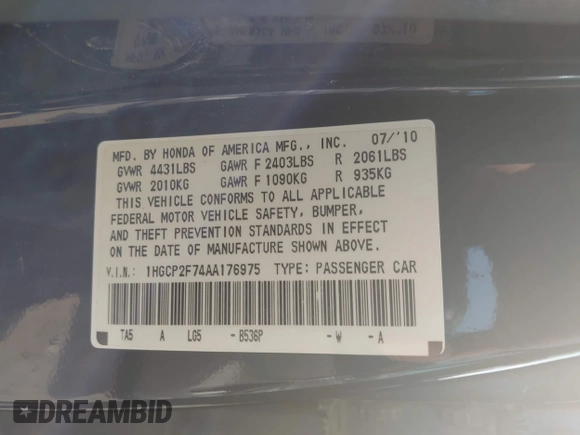 MFD. BY HONDA OF AMERICA MFG., INC. 07/'10
GVWR 4431LBS GAWR F 2403LBS R 2061LBS
GVWR 2010KG GAWR F 1090KG R 935KG
THIS VEHICLE CONFORMS TO ALL APPLICABLE
FEDERAL MOTOR VEHICLE SAFETY, BUMPER,
AND THEFT PREVENTION STANDARDS IN EFFECT
ON THE DATE OF MANUFACTURE SHOWN ABOVE.
V.I.N.: 1HGCP2F74AA176975 TYPE: PASSENGER CAR
TA5 A LG5 -B536P -W -A
DREAMBID